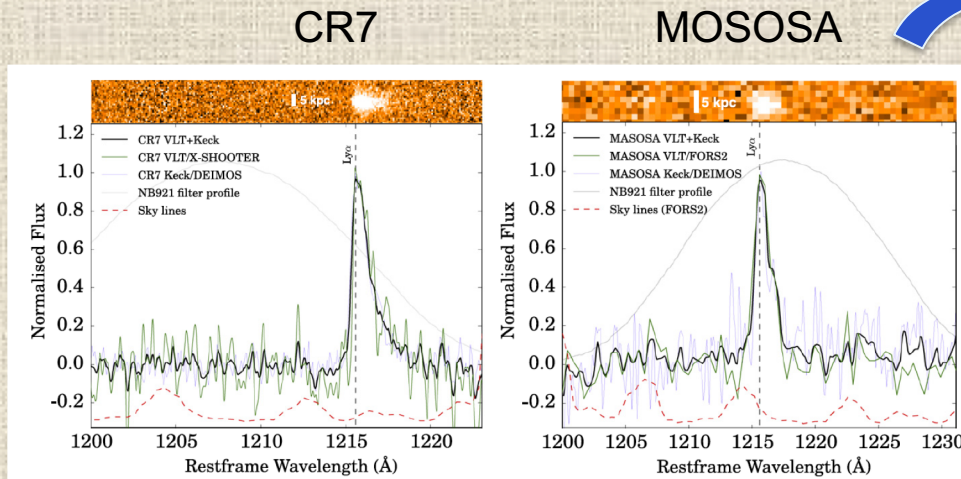 CR7
MOSOSA
5 kpc
1.2
1.0
0.8
0.6
0.4
0.2
0.0
-0.2
Normalised Flux
CR7 VLT+Keck
CR7 VLT/X-SHOOTER
CR7 Keck/DEIMOS
NB921 filter profile
Sky lines
Lyα
1200 1205 1210 1215 1220
Restframe Wavelength (Å)
5 kpc
1.2
1.0
0.8
0.6
0.4
0.2
0.0
-0.2
Normalised Flux
MASOSA VLT+Keck
MASOSA VLT/FORS2
MASOSA Keck/DEIMOS
NB921 filter profile
Sky lines (FORS2)
Lyα
1200 1205 1210 1215 1220 1225 1230
Restframe Wavelength (Å)